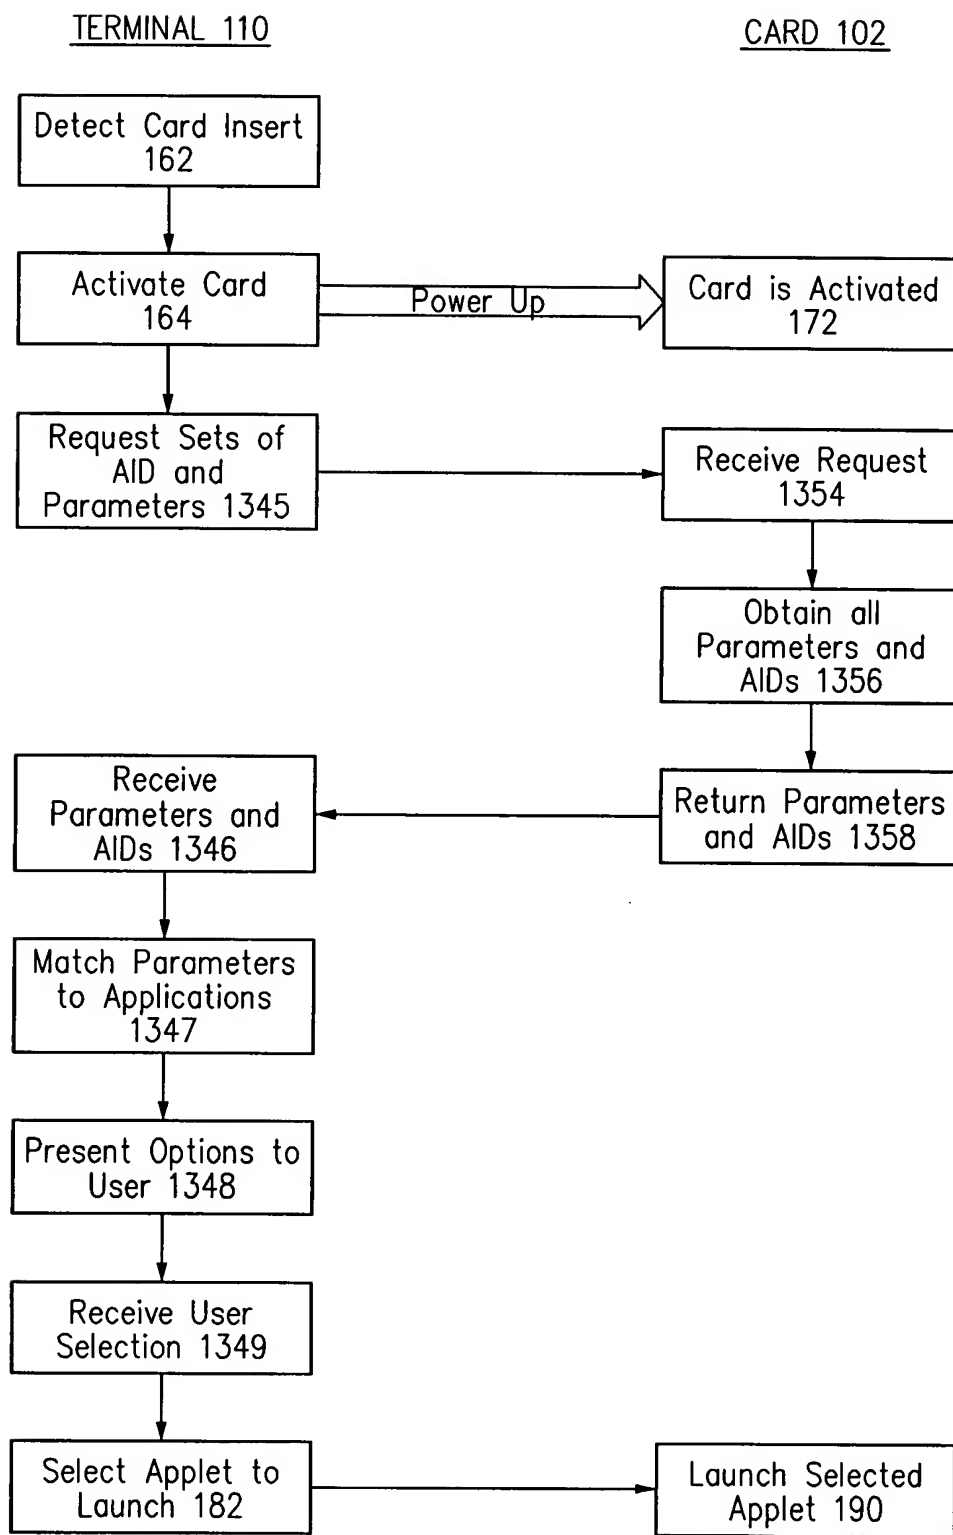 TERMINAL 110
CARD 102
Detect Card Insert
162
Activate Card
164
Power Up
Card is Activated
172
Request Sets of
AID and
Parameters 1345
Receive Request
1354
Obtain all
Parameters and
AIDs 1356
Return Parameters
and AIDs 1358
Receive
Parameters and
AIDs 1346
Match Parameters
to Applications
1347
Present Options to
User 1348
Receive User
Selection 1349
Select Applet to
Launch 182
Launch Selected
Applet 190